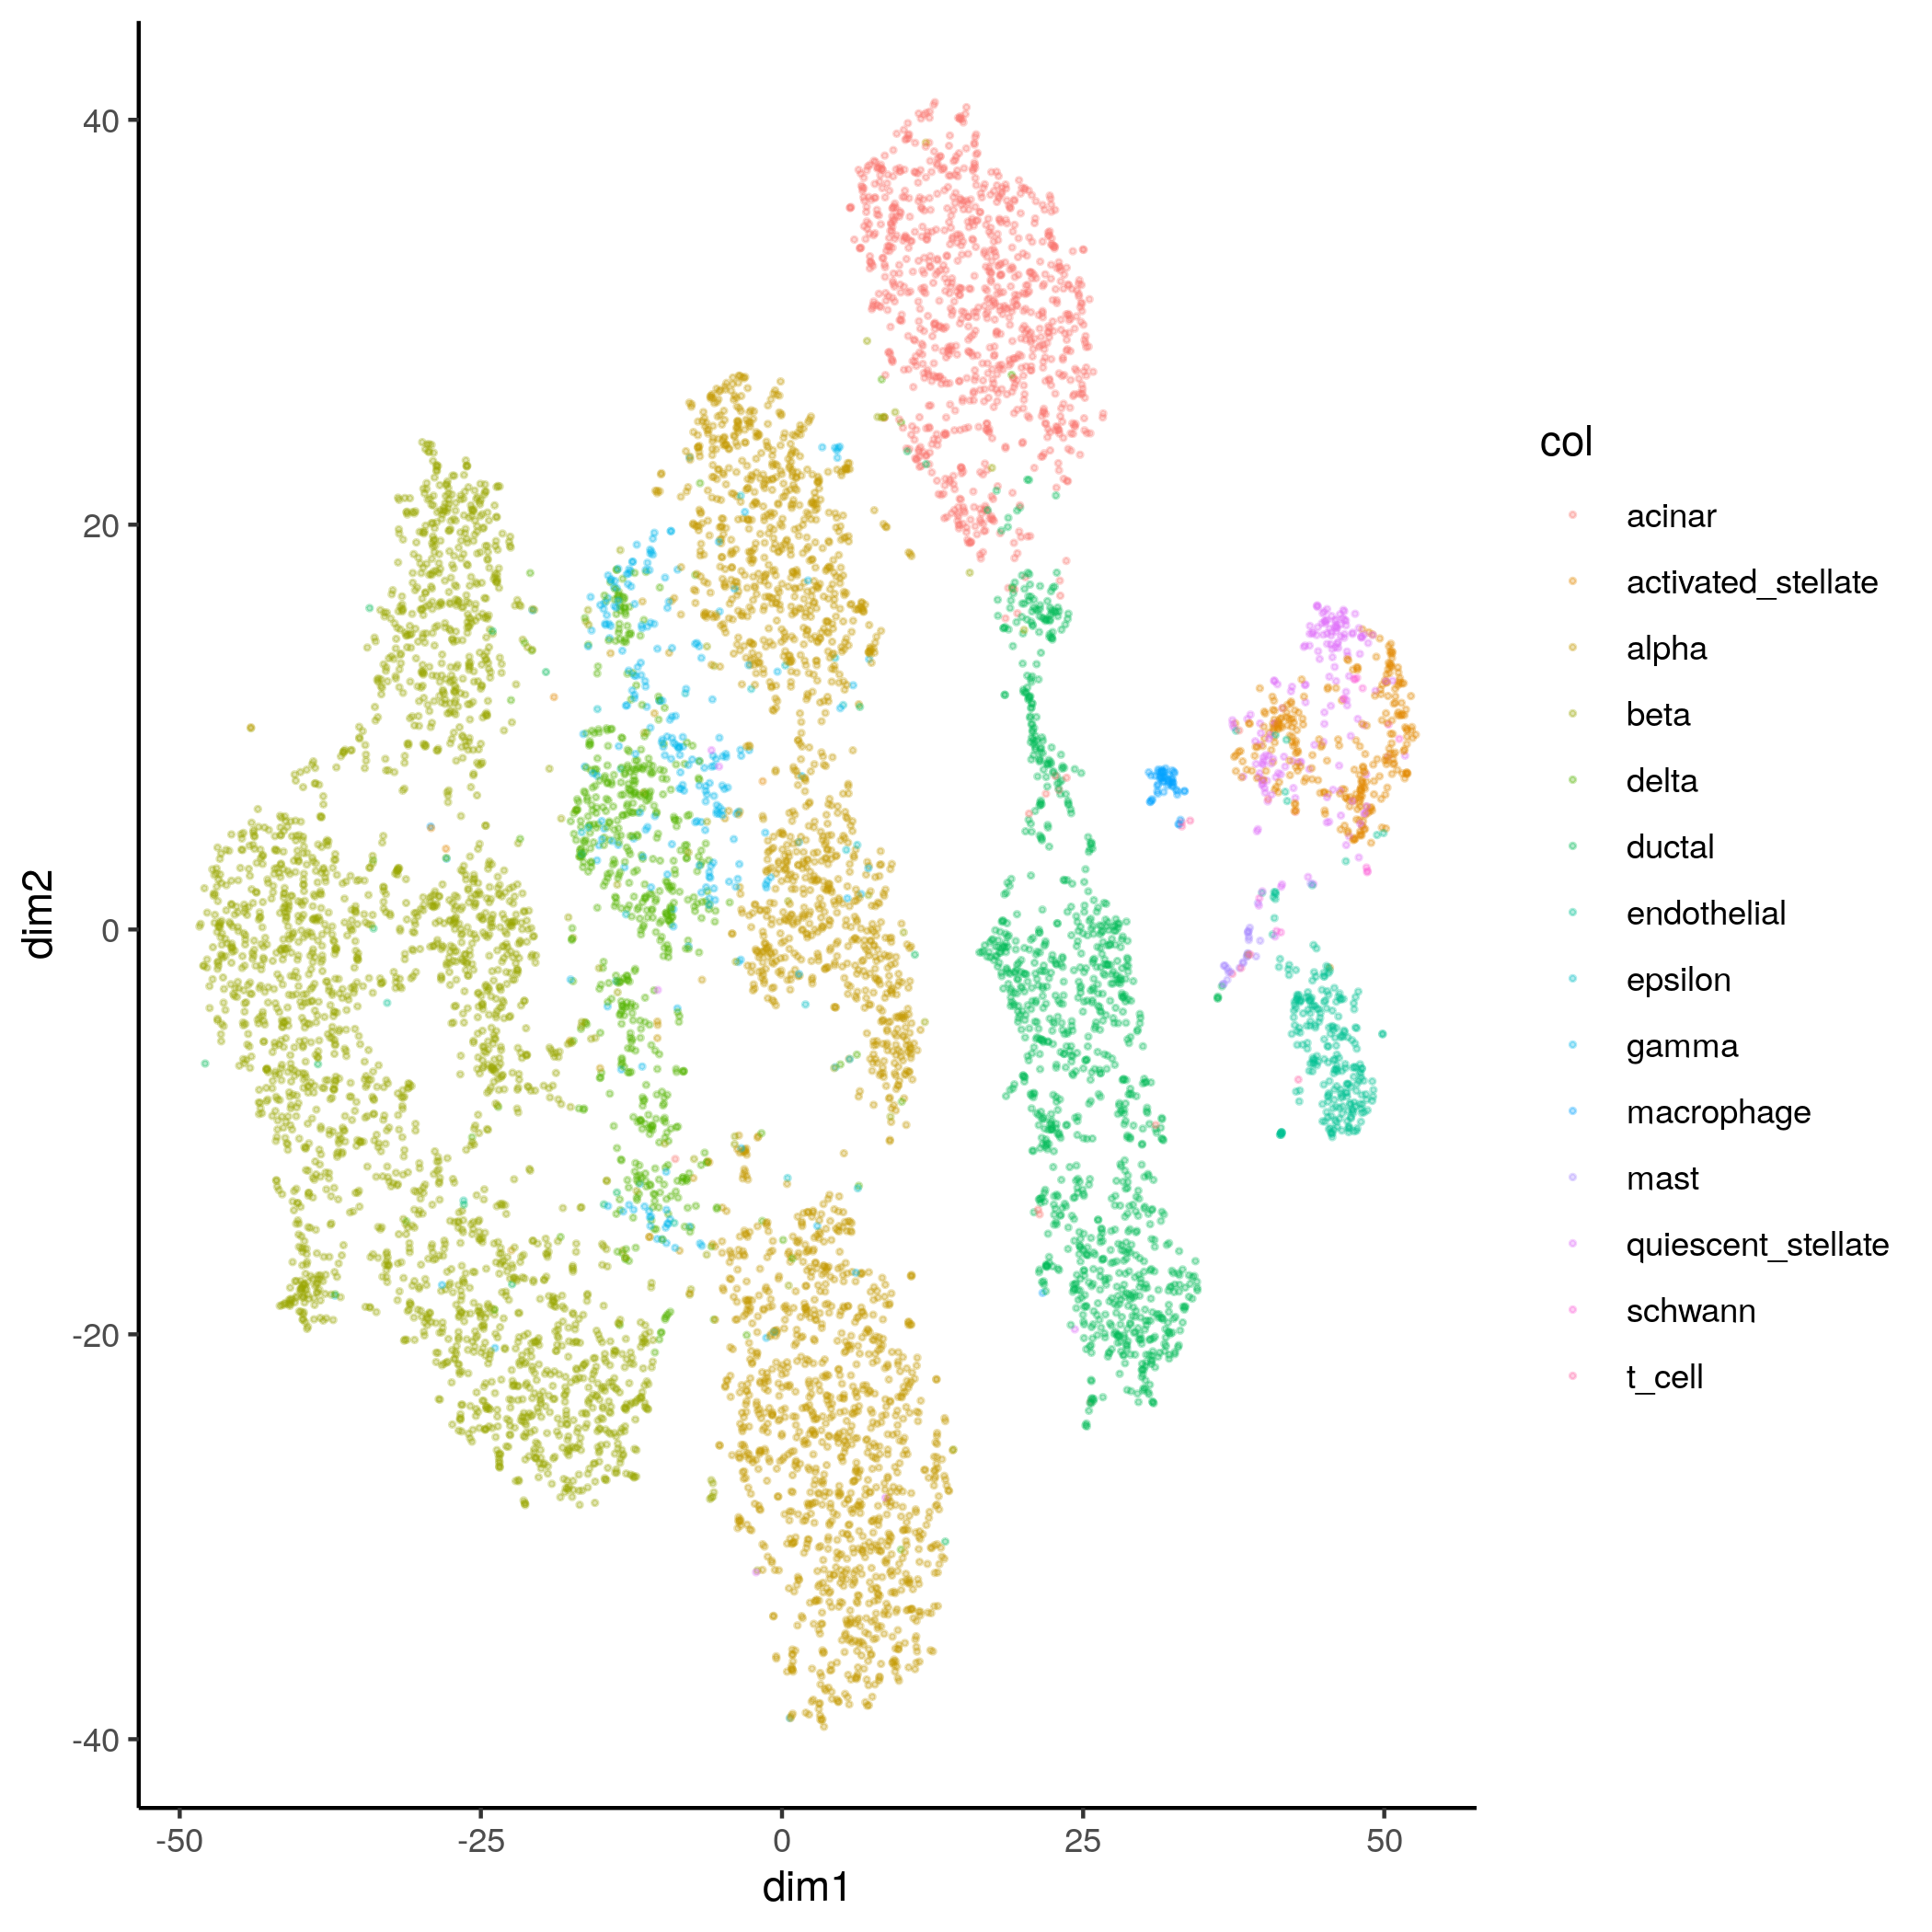 40
20
0
-20
-40
dim2
-50
-25
0
25
50
dim1
col
acinar
activated_stellate
alpha
beta
delta
ductal
endothelial
epsilon
gamma
macrophage
mast
quiescent_stellate
schwann
t_cell